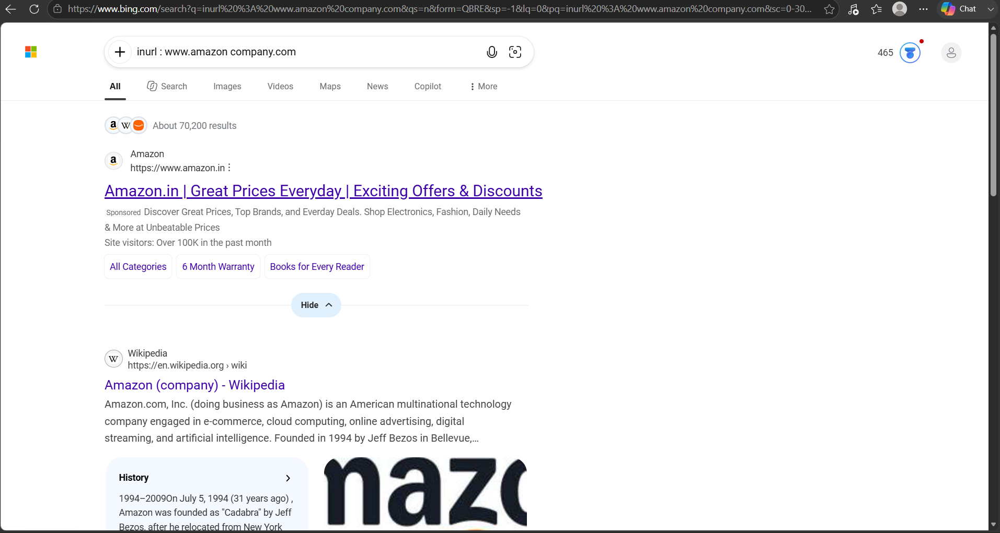 https://www.bing.com/search?q=inurl%20%3A%20www.amazon%20company.com&qs=n&form=QBRE&sp=-1&lq=0&pq=inurl%20%3A%20www.amazon%20company.com&sc=0-30...
Chat
inurl : www.amazon company.com
465
All
Search
Images
Videos
Maps
News
Copilot
More
a W About 70,200 results
a
Amazon
https://www.amazon.in
Amazon.in | Great Prices Everyday | Exciting Offers & Discounts
Sponsored Discover Great Prices, Top Brands, and Everday Deals. Shop Electronics, Fashion, Daily Needs
& More at Unbeatable Prices
Site visitors: Over 100K in the past month
All Categories
6 Month Warranty
Books for Every Reader
Hide
W
Wikipedia
https://en.wikipedia.org › wiki
Amazon (company) - Wikipedia
Amazon.com, Inc. (doing business as Amazon) is an American multinational technology
company engaged in e-commerce, cloud computing, online advertising, digital
streaming, and artificial intelligence. Founded in 1994 by Jeff Bezos in Bellevue,...
History
1994–2009On July 5, 1994 (31 years ago) ,
Amazon was founded as "Cadabra" by Jeff
Bezos, after he relocated from New York
nazo